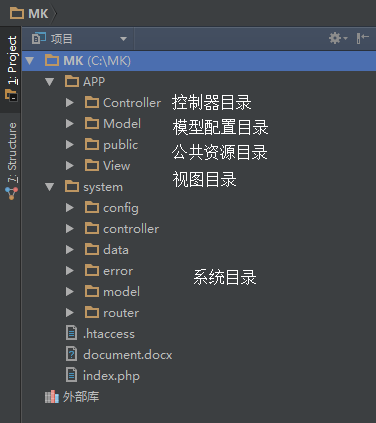 MK
项目
MK (C:\MK)
APP
Controller 控制器目录
Model 模型配置目录
public 公共资源目录
View 视图目录
system
config
controller
data
error 系统目录
model
router
.htaccess
document.docx
index.php
外部库
1: Project
7: Structure